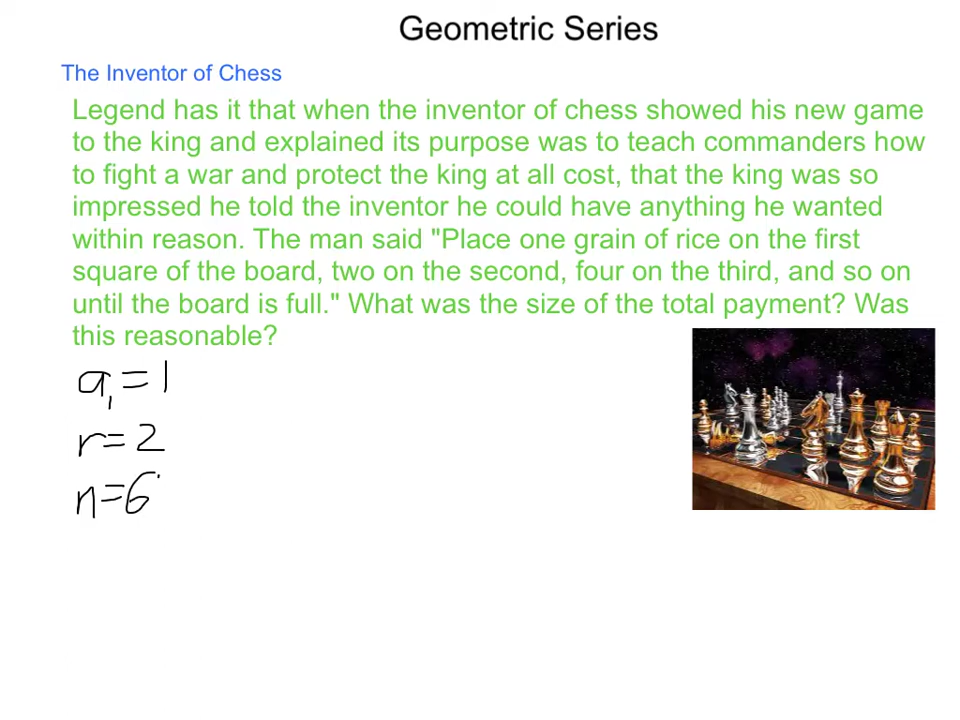 Geometric Series
The Inventor of Chess
Legend has it that when the inventor of chess showed his new game
to the king and explained its purpose was to teach commanders how
to fight a war and protect the king at all cost, that the king was so
impressed he told the inventor he could have anything he wanted
within reason. The man said "Place one grain of rice on the first
square of the board, two on the second, four on the third, and so on
until the board is full." What was the size of the total payment? Was
this reasonable?
a₁=1
r=2
n=6